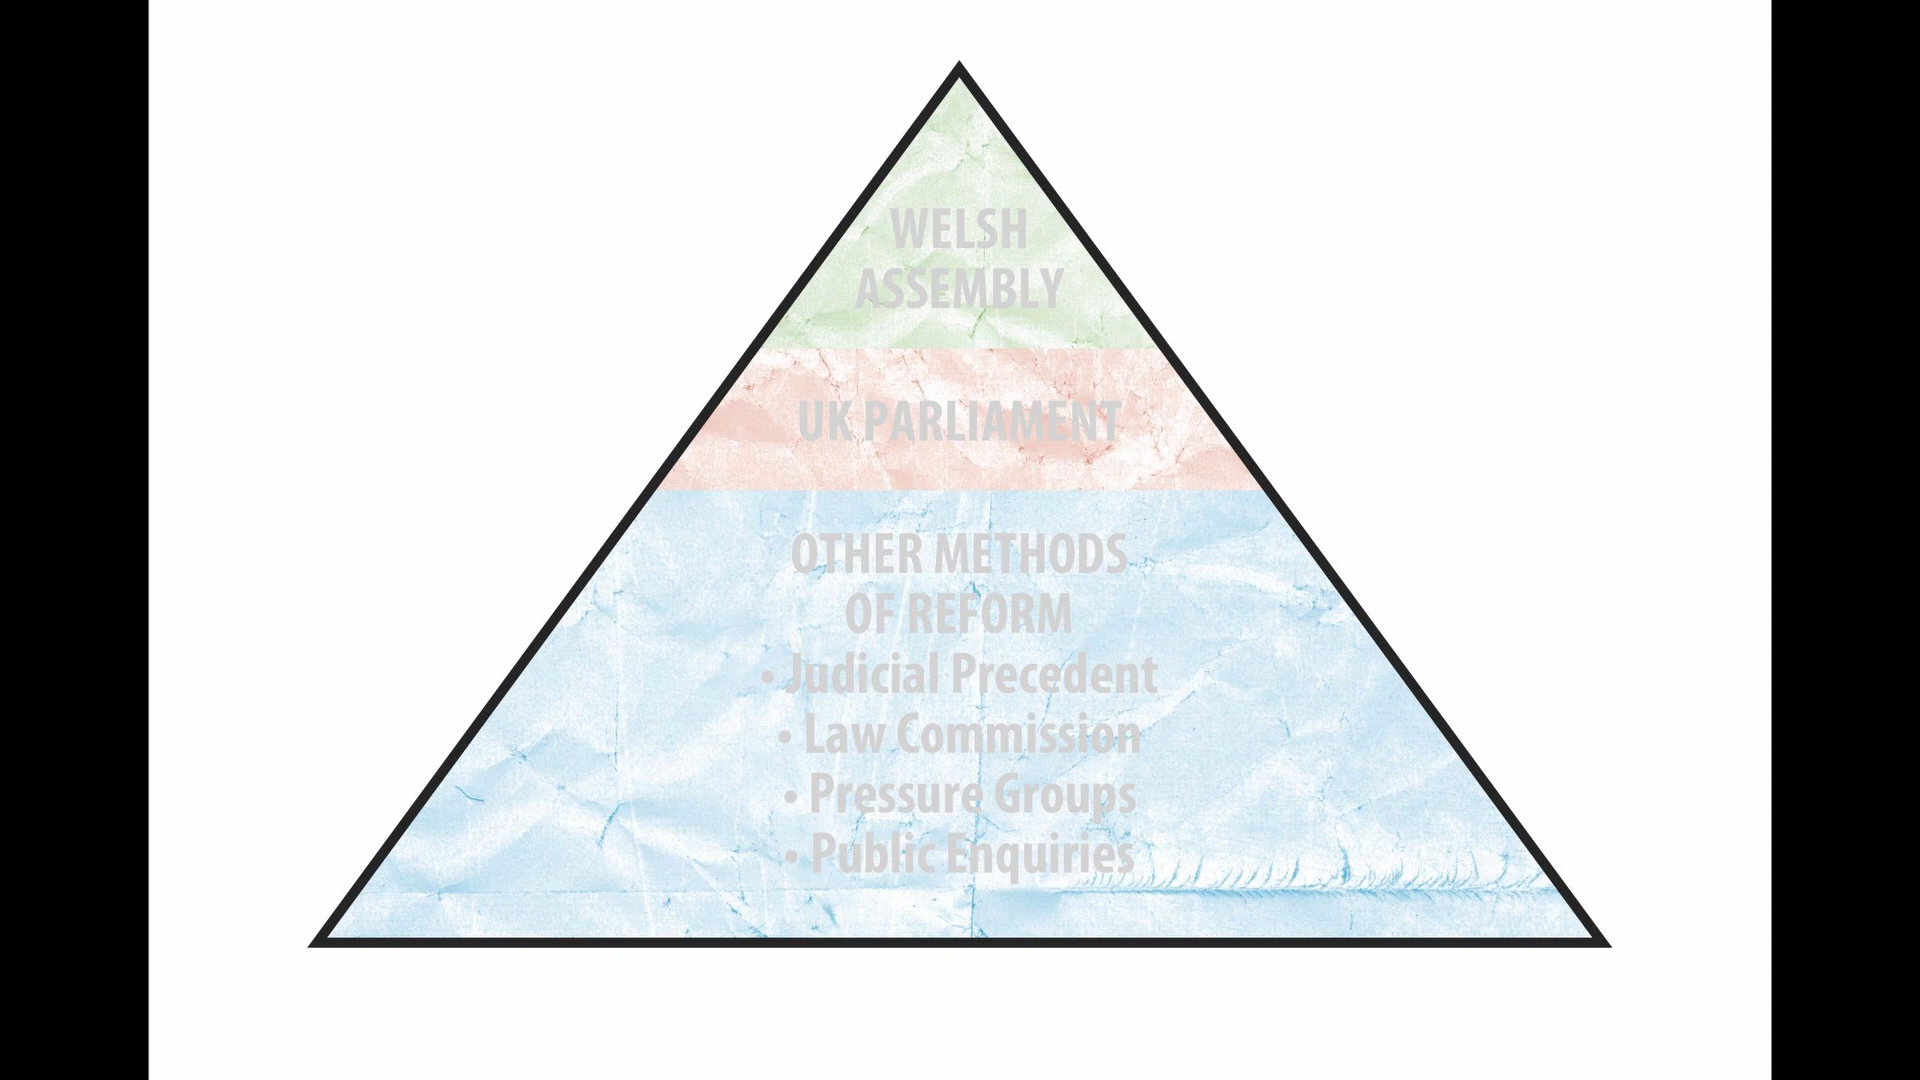 WELSH
ASSEMBLY
UK PARLIAMENT
OTHER METHODS
OF REFORM
• Judicial Precedent
• Law Commission
• Pressure Groups
• Public Enquiries